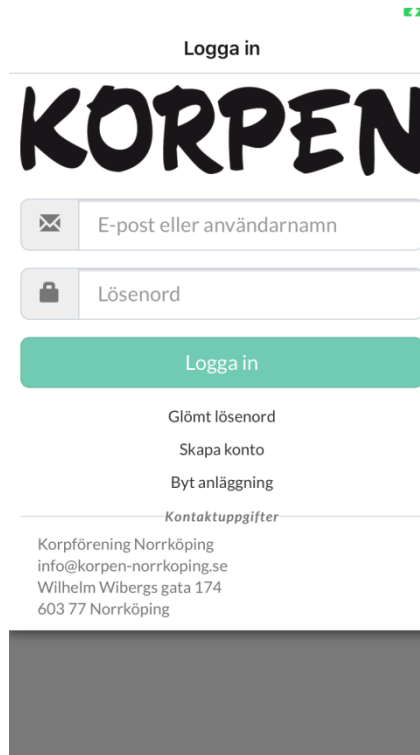 Logga in
KORPEN
E-post eller användarnamn
Lösenord
Logga in
Glömt lösenord
Skapa konto
Byt anläggning
Kontaktuppgifter
Korpförening Norrköping
info@korpen-norrkoping.se
Wilhelm Wibergs gata 174
603 77 Norrköping